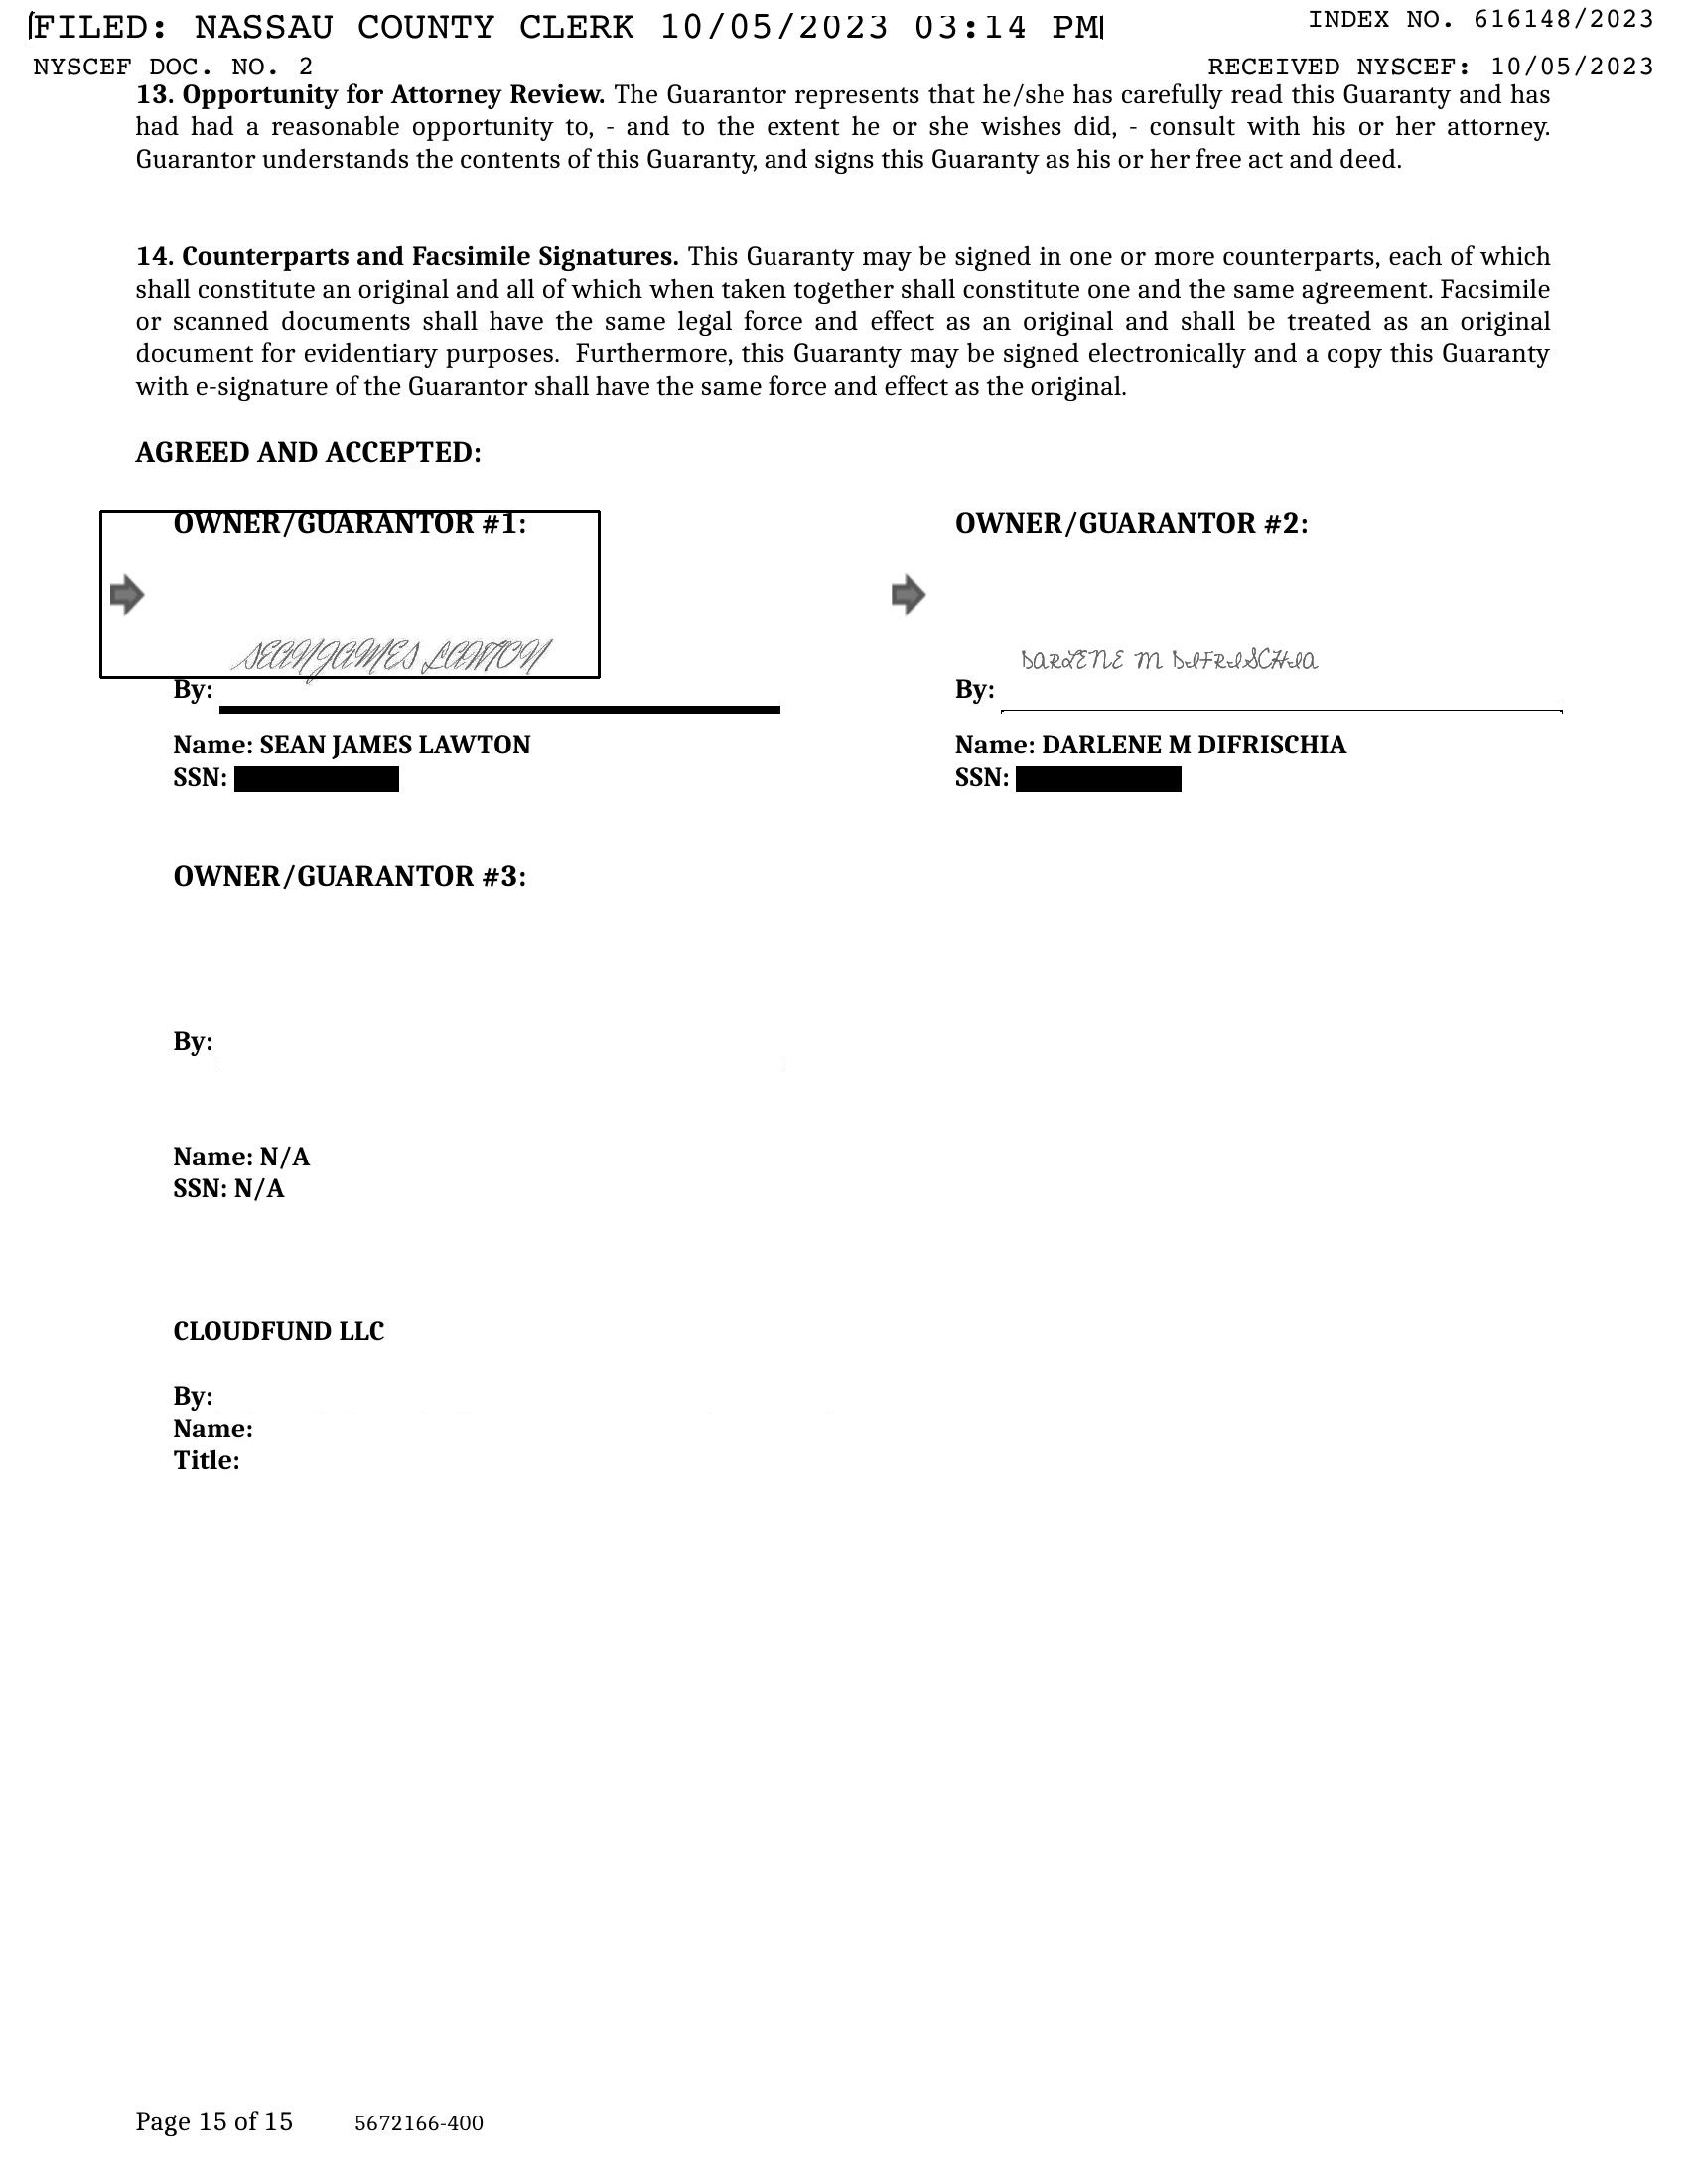 FILED: NASSAU COUNTY CLERK 10/05/2023 03:14 PM
INDEX NO. 616148/2023
NYSCEF DOC. NO. 2
RECEIVED NYSCEF: 10/05/2023
13. Opportunity for Attorney Review. The Guarantor represents that he/she has carefully read this Guaranty and has
had had a reasonable opportunity to, - and to the extent he or she wishes did, - consult with his or her attorney.
Guarantor understands the contents of this Guaranty, and signs this Guaranty as his or her free act and deed.
14. Counterparts and Facsimile Signatures. This Guaranty may be signed in one or more counterparts, each of which
shall constitute an original and all of which when taken together shall constitute one and the same agreement. Facsimile
or scanned documents shall have the same legal force and effect as an original and shall be treated as an original
document for evidentiary purposes. Furthermore, this Guaranty may be signed electronically and a copy this Guaranty
with e-signature of the Guarantor shall have the same force and effect as the original.
AGREED AND ACCEPTED:
OWNER/GUARANTOR #1:
SEAN JAMES LAWTON
By:
Name: SEAN JAMES LAWTON
SSN:
OWNER/GUARANTOR #2:
DARLENE M DIFRISCHIA
By:
Name: DARLENE M DIFRISCHIA
SSN:
OWNER/GUARANTOR #3:
By:
Name: N/A
SSN: N/A
CLOUDFUND LLC
By:
Name:
Title:
Page 15 of 15 5672166-400